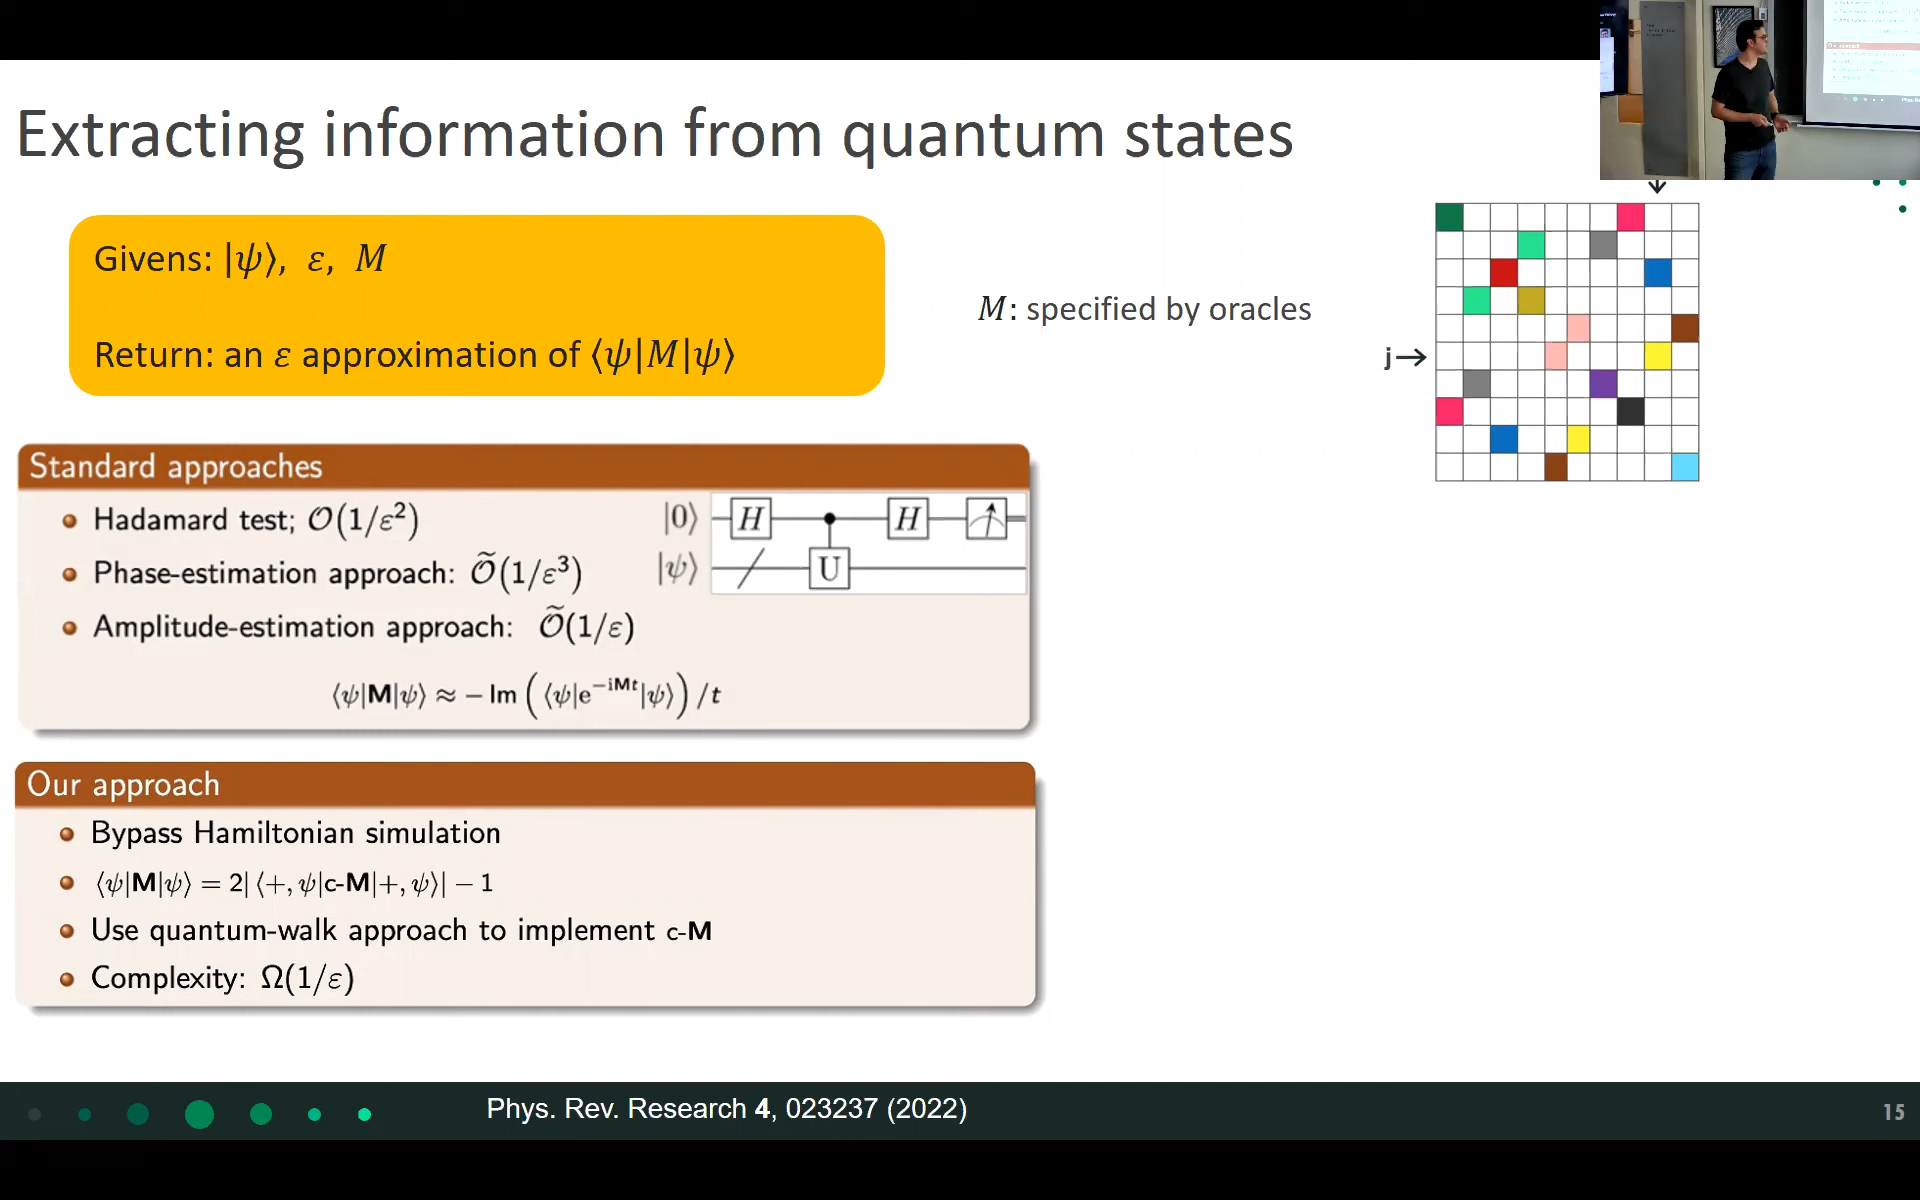 Extracting information from quantum states
Givens: |ψ⟩, ε, M
Return: an ε approximation of ⟨ψ|M|ψ⟩
M: specified by oracles
j→
Standard approaches
Hadamard test; 𝒪(1/ε²)
Phase-estimation approach: 𝒪̃(1/ε³)
Amplitude-estimation approach: 𝒪̃(1/ε)
|0⟩ H H
|ψ⟩ U
⟨ψ|M|ψ⟩ ≈ − Im (⟨ψ|e⁻ⁱᴹᵗ|ψ⟩) /t
Our approach
Bypass Hamiltonian simulation
⟨ψ|M|ψ⟩ = 2| ⟨+, ψ|c-M|+, ψ⟩| − 1
Use quantum-walk approach to implement c-M
Complexity: Ω(1/ε)
Phys. Rev. Research 4, 023237 (2022)
15